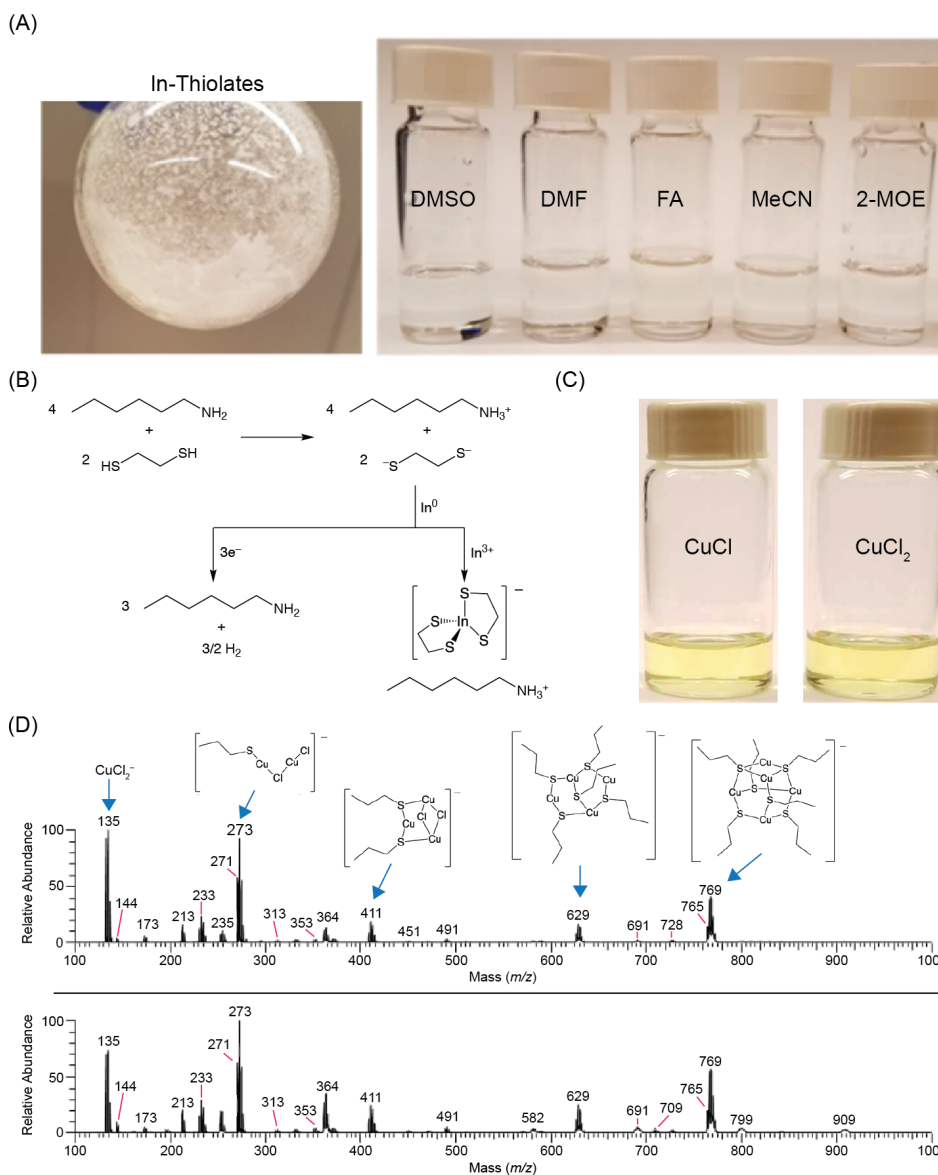 (A)
In-Thiolates
DMSO
DMF
FA
MeCN
2-MOE
(B)
4
NH2
4
NH3+
+
+
2
HS
SH
2
−S
S−
In0
3e−
In3+
3
NH2
+
3/2 H2
S
S
In
S
S
−
NH3+
(C)
CuCl
CuCl2
(D)
CuCl2−
S
Cu
Cl
Cu
Cl
−
S
Cu
Cl
Cu
Cl
S
Cu
−
S
Cu
S
Cu
Cu
S
S
Cu
S
−
S
Cu
S
Cu
S
Cu
Cu
S
S
Cu
S
−
Relative Abundance
100
50
0
135
144
173
213
233
235
271
273
313
353
364
411
451
491
629
691
728
765
769
100 200 300 400 500 600 700 800 900 100
Mass (m/z)
Relative Abundance
100
50
0
135
144
173
213
233
271
273
313
353
364
411
491
582
629
691
709
765
769
799
909
100 200 300 400 500 600 700 800 900 100
Mass (m/z)